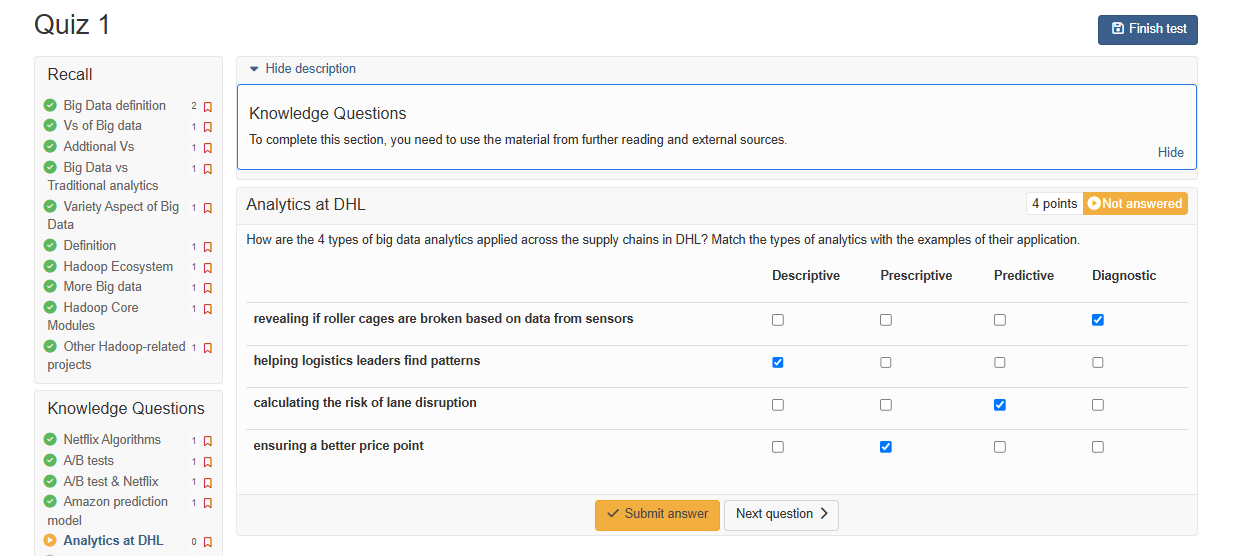 Quiz 1
Finish test
Recall
Big Data definition 2
Vs of Big data 1
Addtional Vs 1
Big Data vs 1
Traditional analytics
Variety Aspect of Big 1
Data
Definition 1
Hadoop Ecosystem 1
More Big data 1
Hadoop Core 1
Modules
Other Hadoop-related 1
projects
Knowledge Questions
Netflix Algorithms 1
A/B tests 1
A/B test & Netflix 1
Amazon prediction 1
model
Analytics at DHL 0
Hide description
Knowledge Questions
To complete this section, you need to use the material from further reading and external sources.
Hide
Analytics at DHL
4 points Not answered
How are the 4 types of big data analytics applied across the supply chains in DHL? Match the types of analytics with the examples of their application.
Descriptive Prescriptive Predictive Diagnostic
revealing if roller cages are broken based on data from sensors
helping logistics leaders find patterns
calculating the risk of lane disruption
ensuring a better price point
Submit answer
Next question